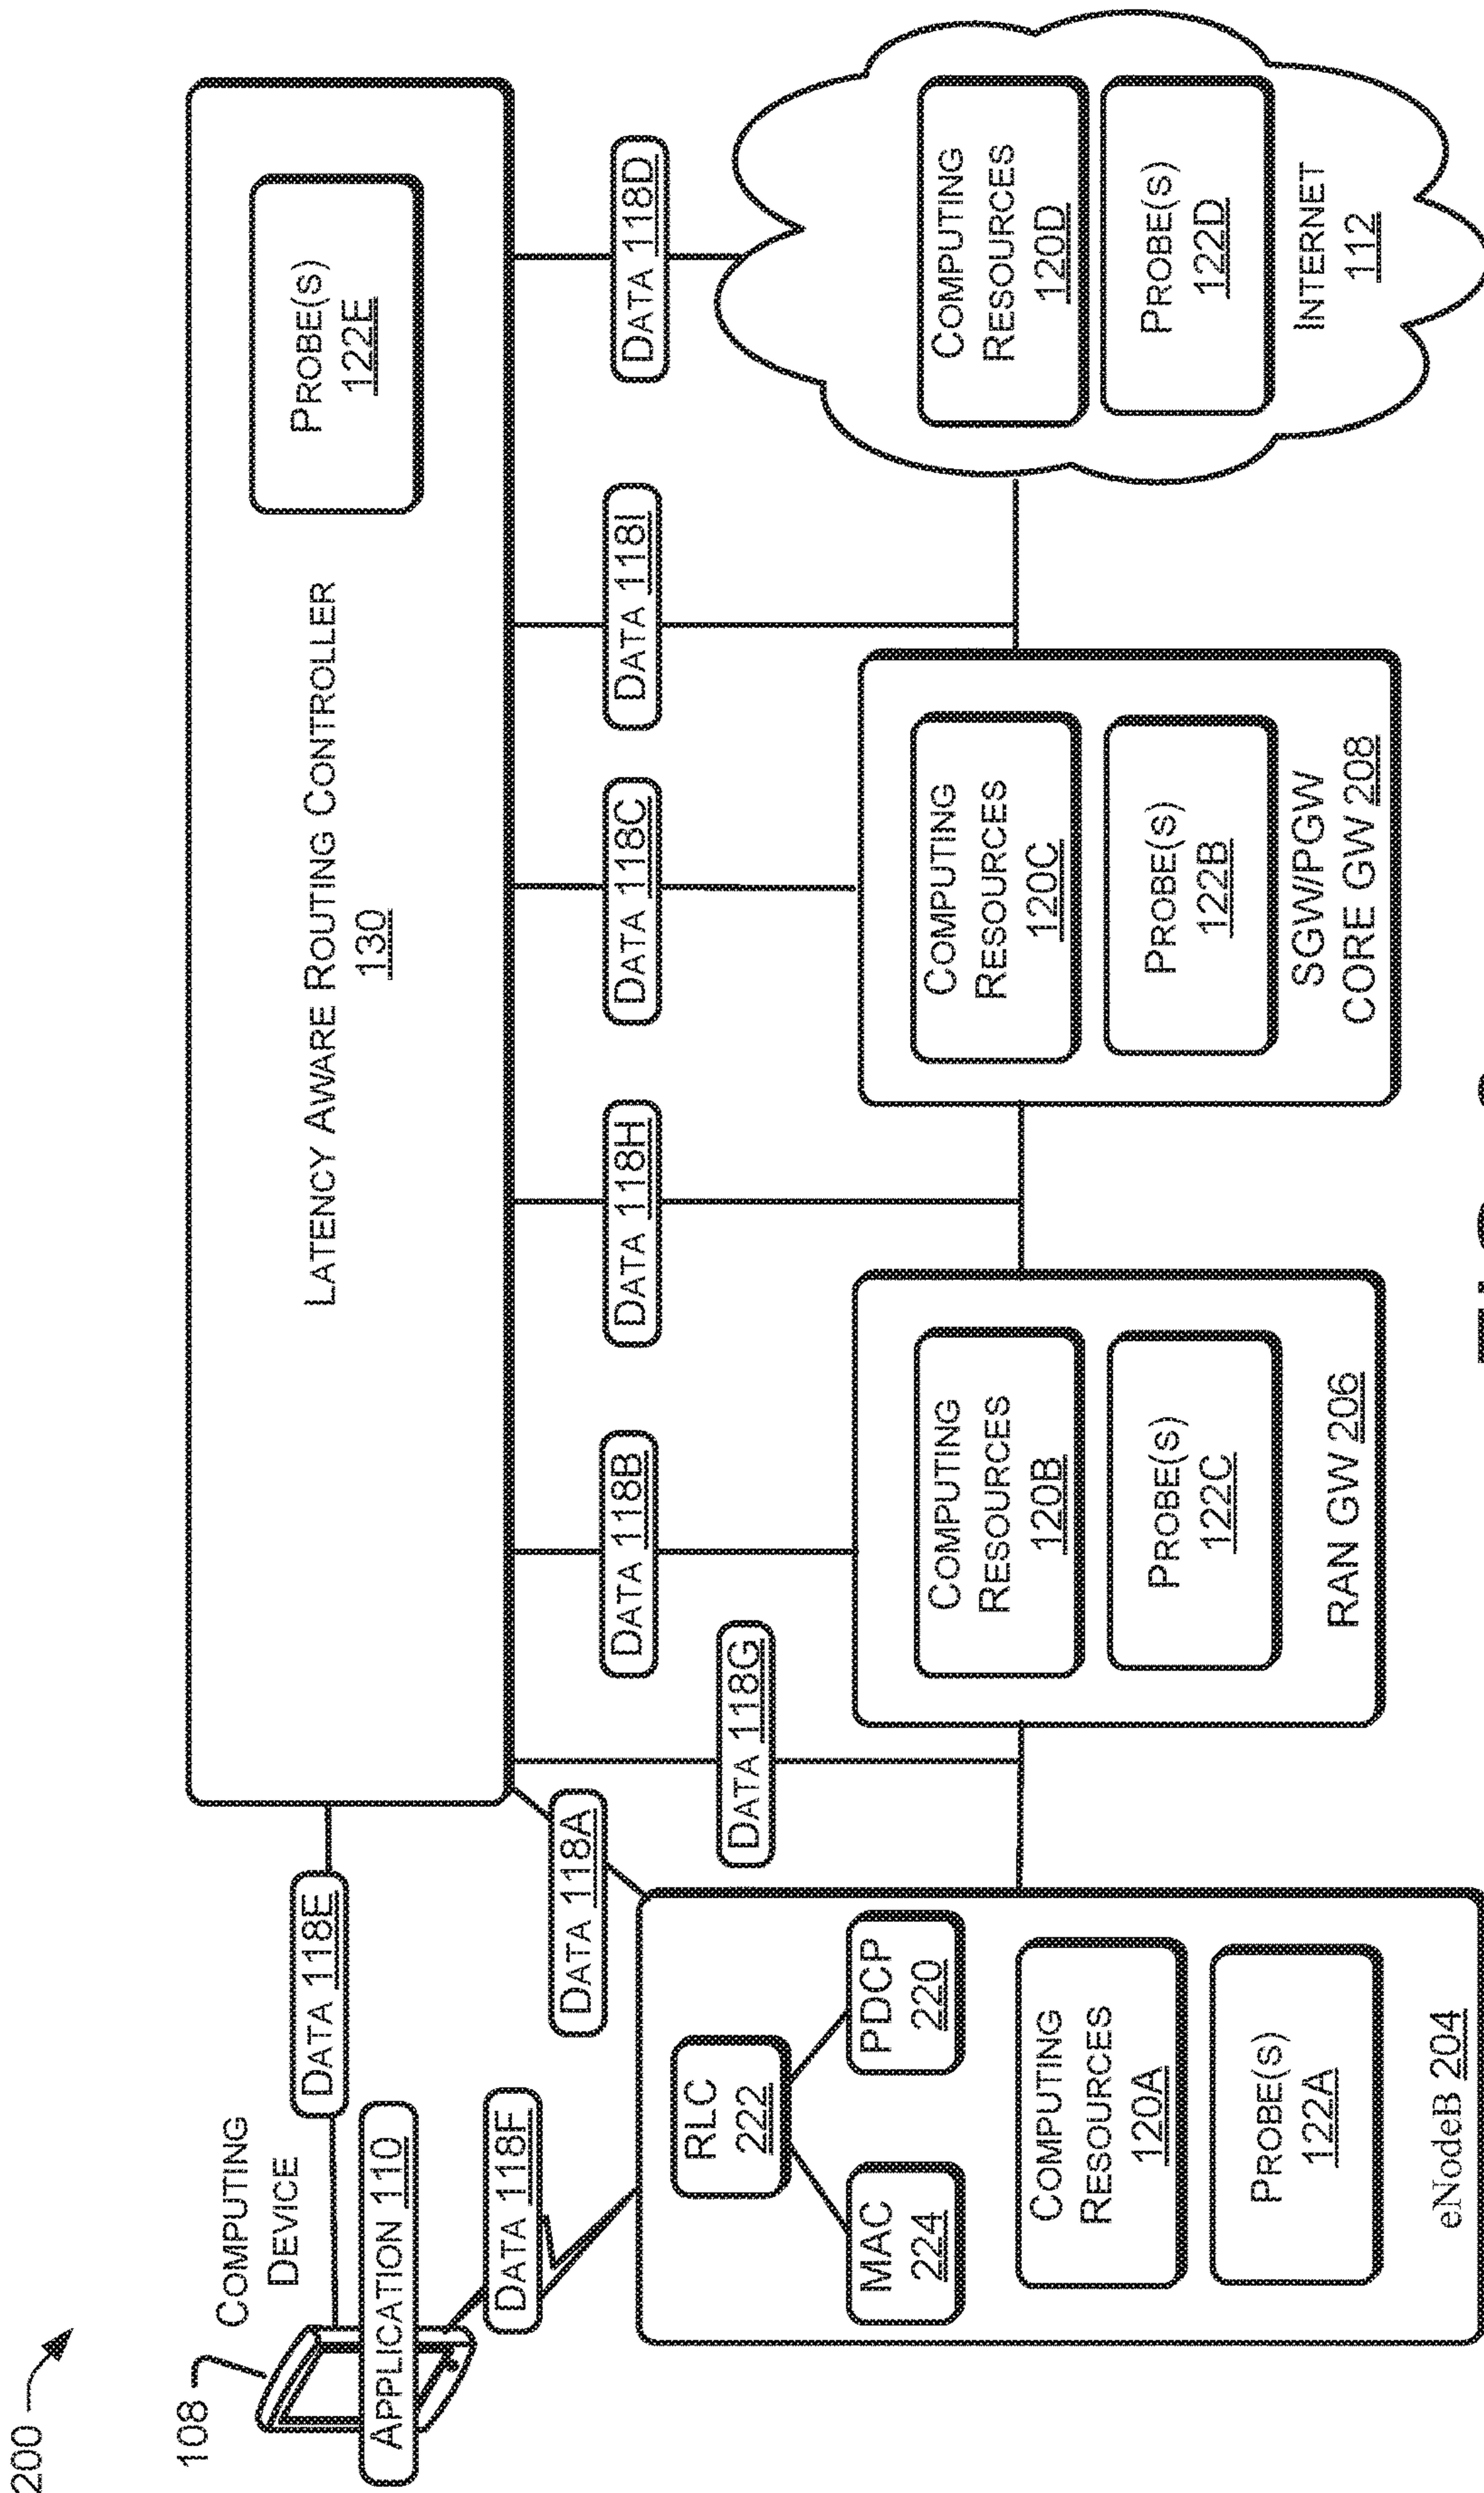 200
108
COMPUTING
DEVICE
APPLICATION 110
DATA 118E
DATA 118F
DATA 118A
LATENCY AWARE ROUTING CONTROLLER
130
PROBE(S)
122E
DATA 118G
DATA 118B
DATA 118H
DATA 118C
DATA 118I
DATA 118D
RLC
222
MAC
224
PDCP
220
COMPUTING
RESOURCES
120A
PROBE(S)
122A
eNodeB 204
COMPUTING
RESOURCES
120B
PROBE(S)
122C
RAN GW 206
COMPUTING
RESOURCES
120C
PROBE(S)
122B
SGW/PGW
CORE GW 208
COMPUTING
RESOURCES
120D
PROBE(S)
122D
INTERNET
112